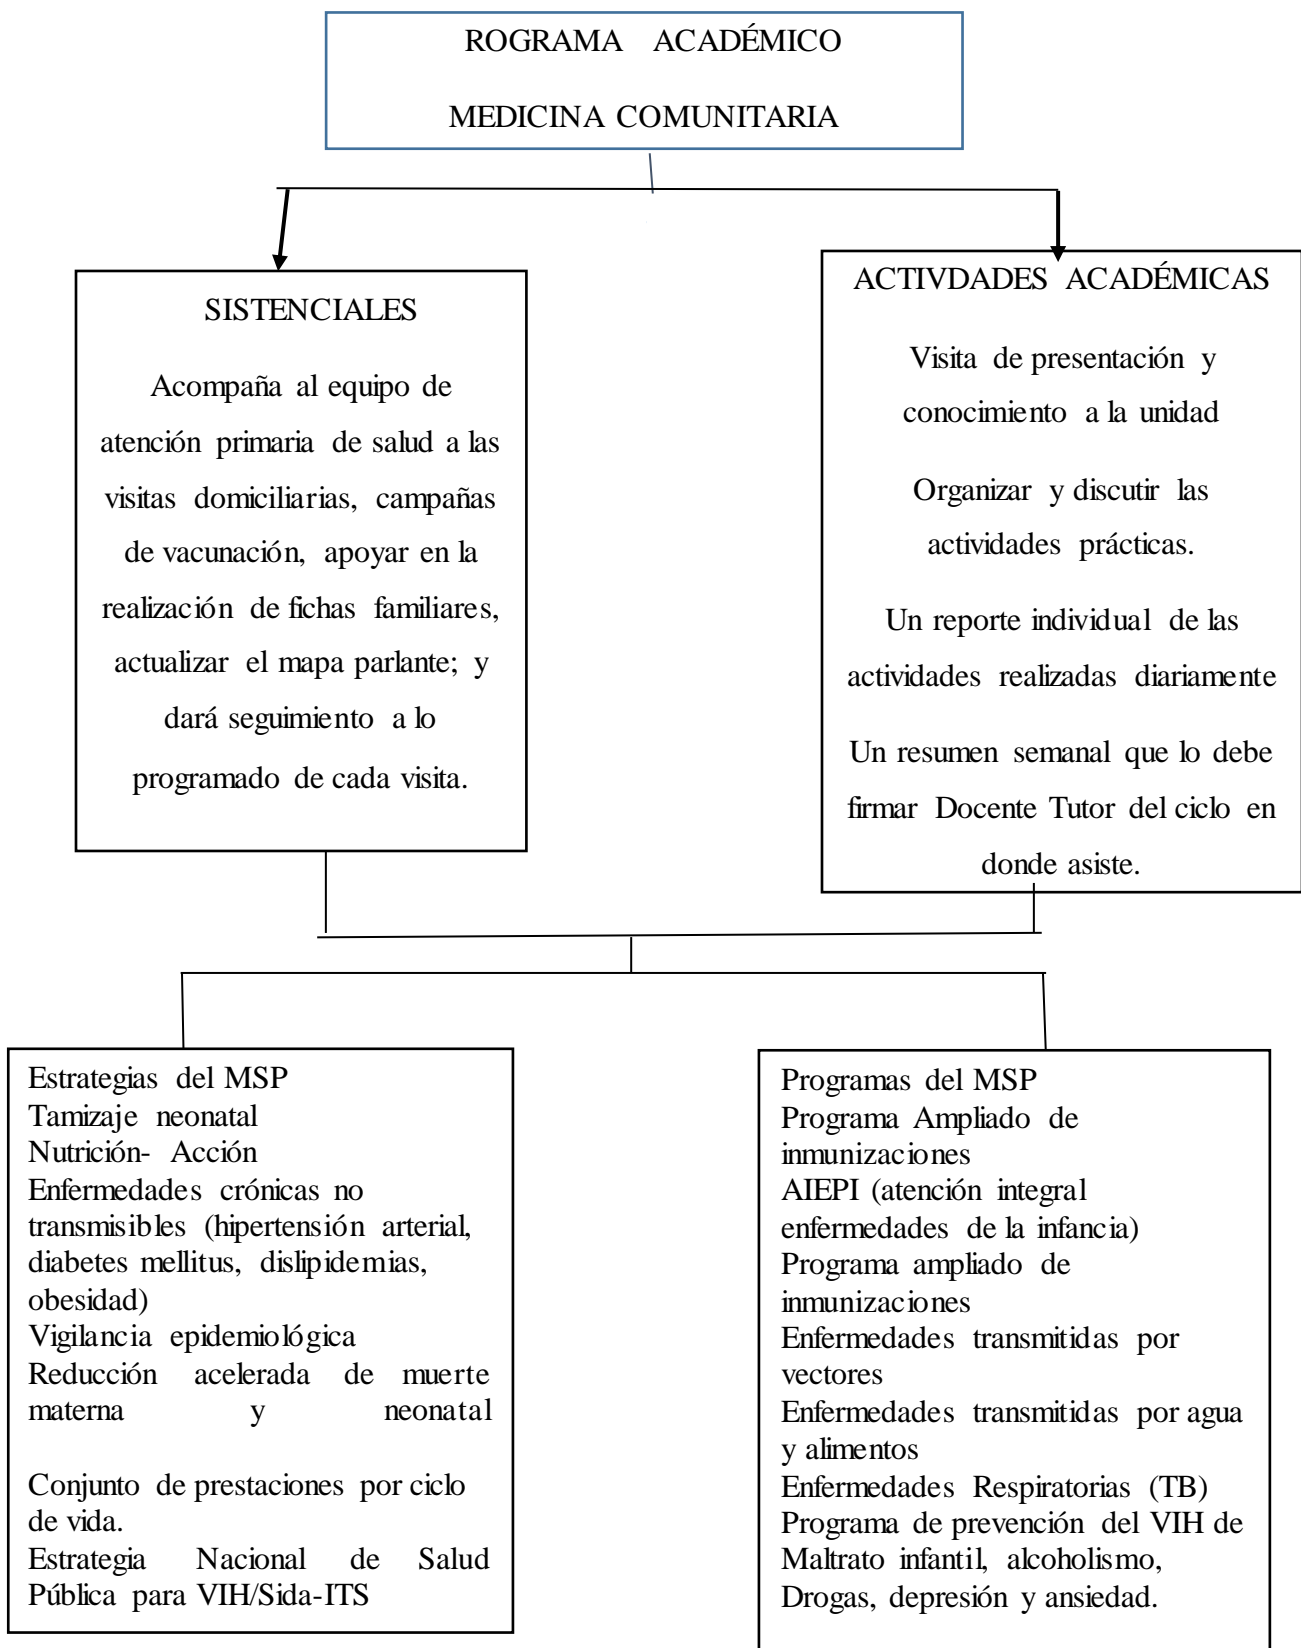 ROGRAMA ACADÉMICO
MEDICINA COMUNITARIA
SISTENCIALES
Acompaña al equipo de
atención primaria de salud a las
visitas domiciliarias, campañas
de vacunación, apoyar en la
realización de fichas familiares,
actualizar el mapa parlante; y
dará seguimiento a lo
programado de cada visita.
ACTIVDADES ACADÉMICAS
Visita de presentación y
conocimiento a la unidad
Organizar y discutir las
actividades prácticas.
Un reporte individual de las
actividades realizadas diariamente
Un resumen semanal que lo debe
firmar Docente Tutor del ciclo en
donde asiste.
Estrategias del MSP
Tamizaje neonatal
Nutrición- Acción
Enfermedades crónicas no
transmisibles (hipertensión arterial,
diabetes mellitus, dislipidemias,
obesidad)
Vigilancia epidemiológica
Reducción acelerada de muerte
materna y neonatal
Conjunto de prestaciones por ciclo
de vida.
Estrategia Nacional de Salud
Pública para VIH/Sida-ITS
Programas del MSP
Programa Ampliado de
inmunizaciones
AIEPI (atención integral
enfermedades de la infancia)
Programa ampliado de
inmunizaciones
Enfermedades transmitidas por
vectores
Enfermedades transmitidas por agua
y alimentos
Enfermedades Respiratorias (TB)
Programa de prevención del VIH de
Maltrato infantil, alcoholismo,
Drogas, depresión y ansiedad.